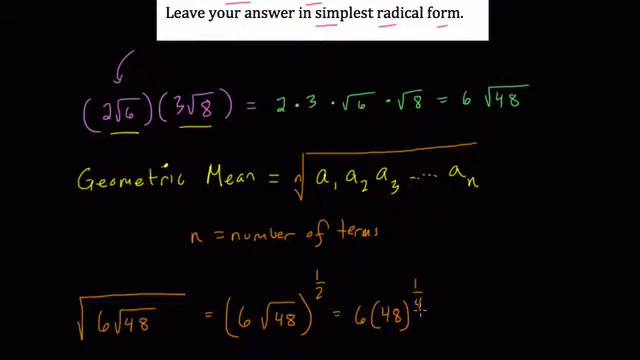 Leave your answer in simplest radical form.
(2√6)(3√8) = 2 · 3 · √6 · √8 = 6 √48
Geometric Mean = ⁿ√(a₁ a₂ a₃ ..... aₙ)
n = number of terms
√(6√48) = (6 √48)^(1/2) = 6(48)^(1/4)